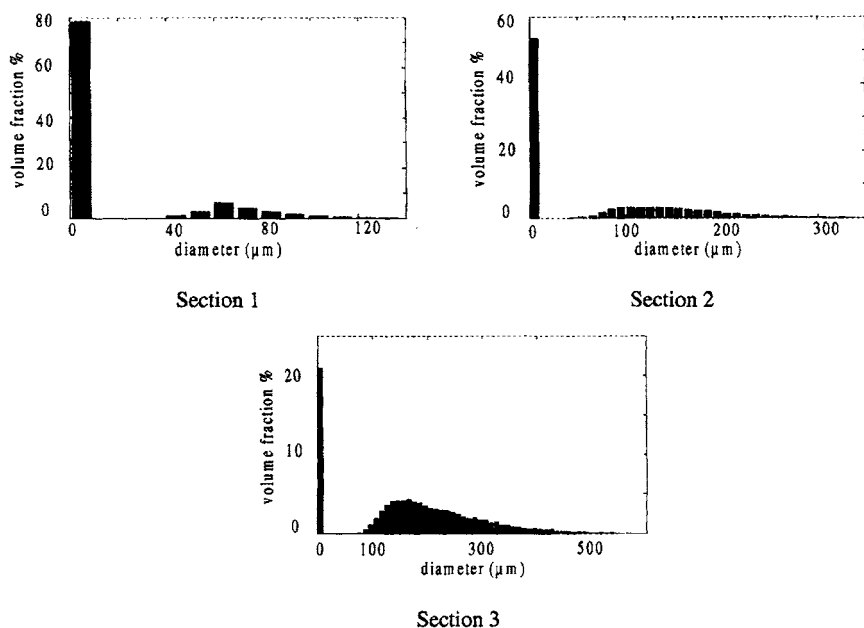 80
60
40
20
0
volume fraction %
0 40 80 120
diameter (µm)
Section 1
60
40
20
0
volume fraction %
0 100 200 300
diameter (µm)
Section 2
20
10
0
volume fraction %
0 100 300 500
diameter (µm)
Section 3